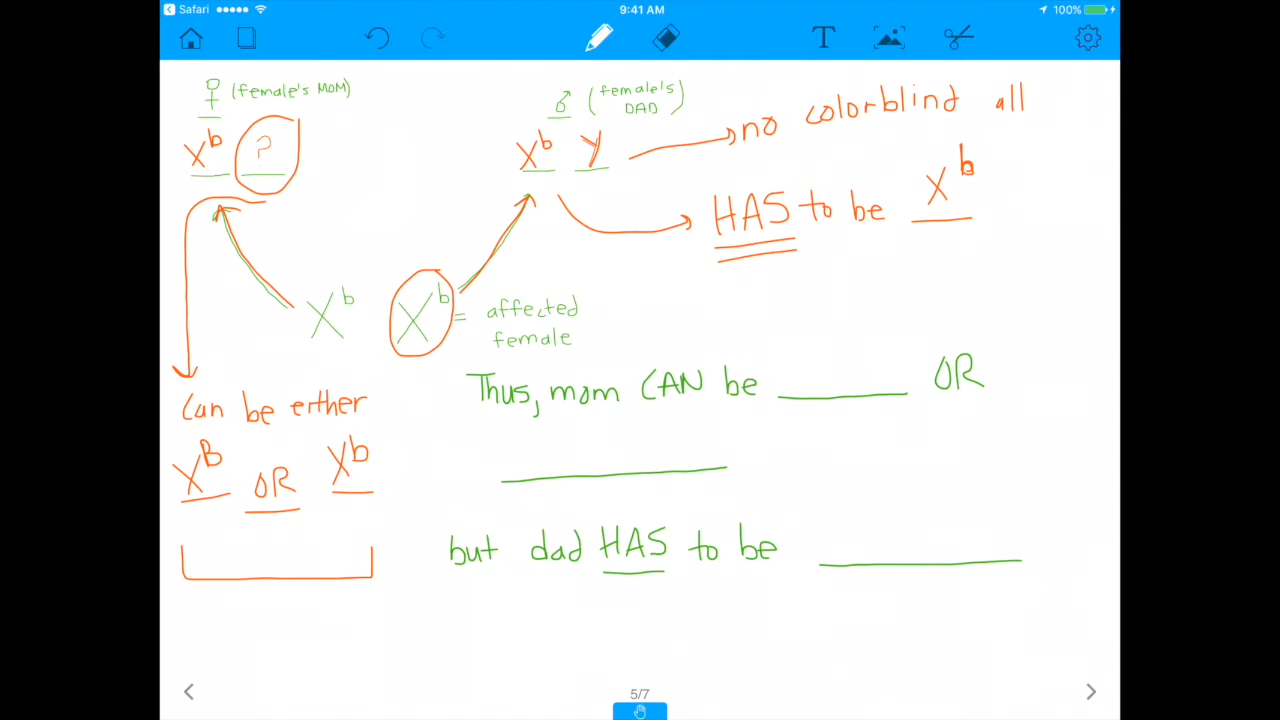 Safari
9:41 AM
100%
T
(female's MOM)
(female's
DAD)
X^b ?
X^b Y
no colorblind all
HAS to be X^b
X^b X^b = affected
female
Can be either
X^B OR X^b
Thus, mom CAN be ______ OR
______
but dad HAS to be ______
5/7